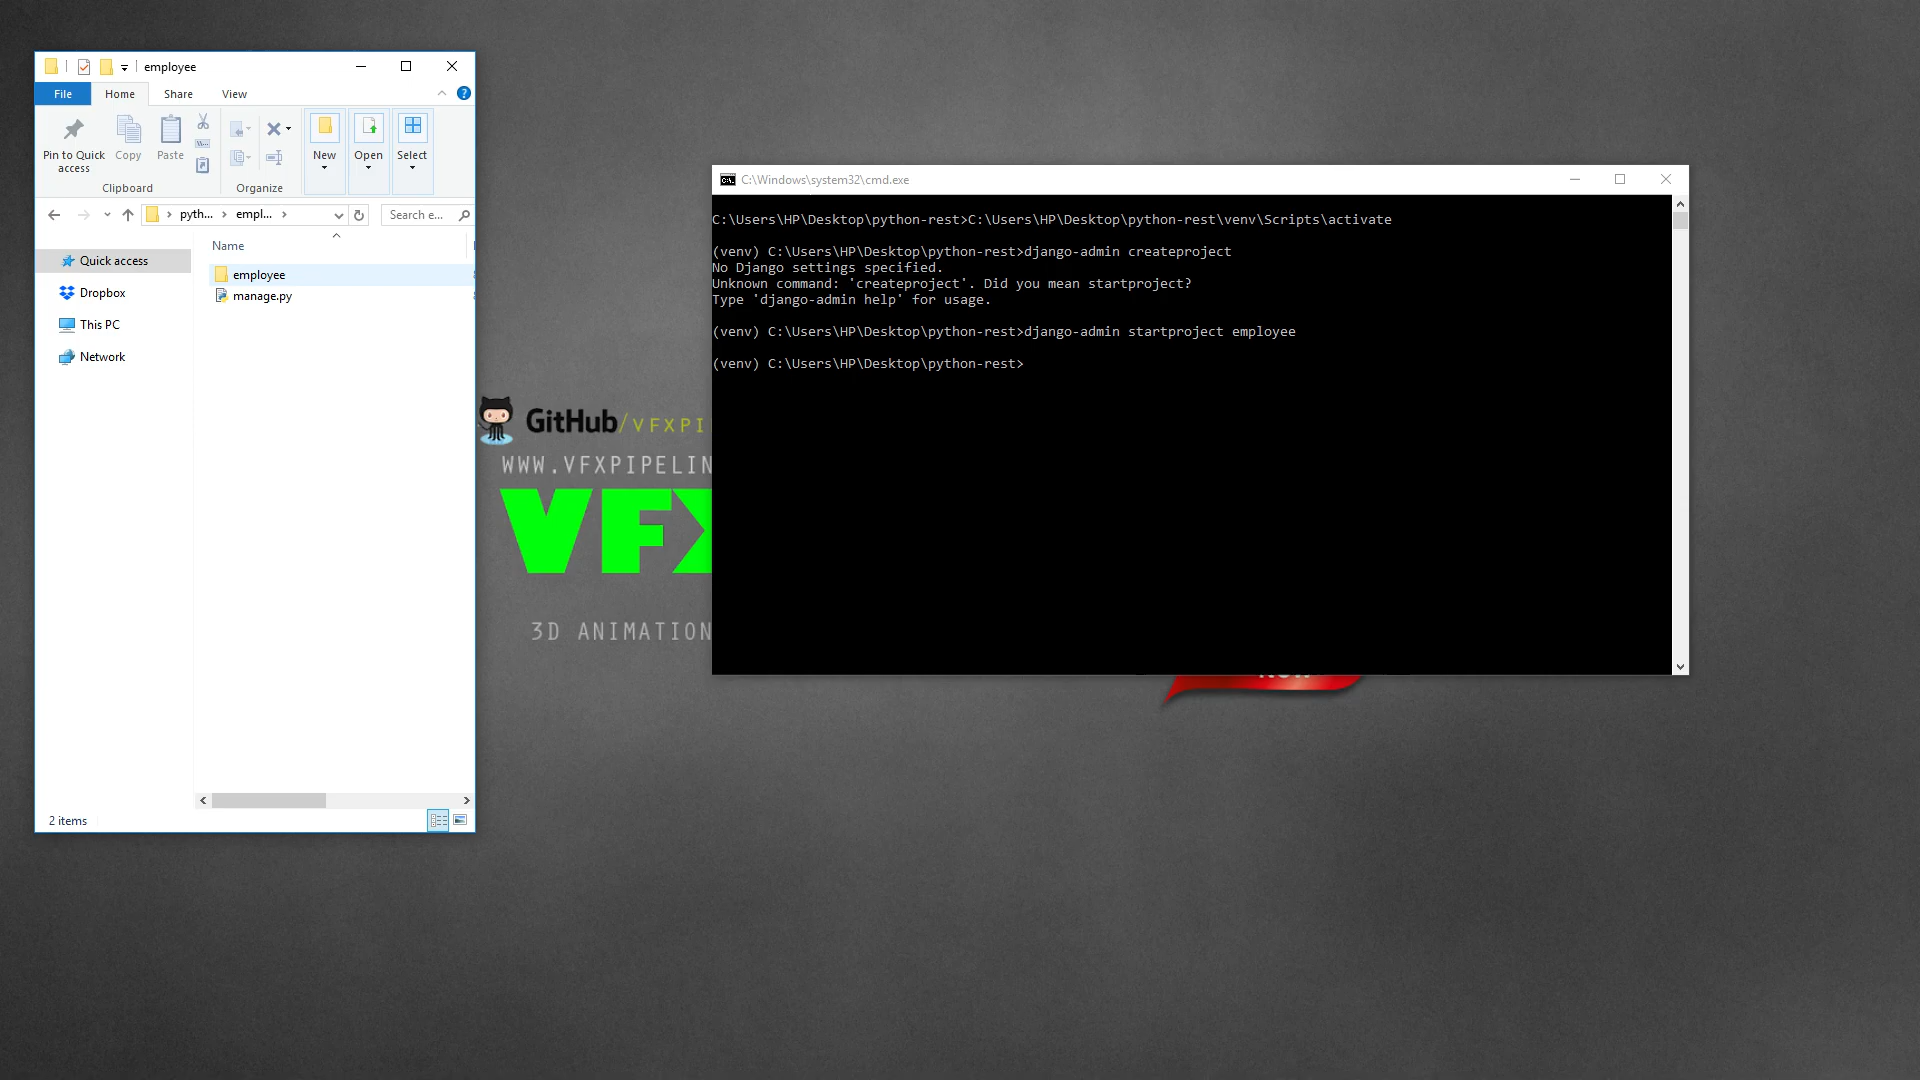 employee
File Home Share View
Pin to Quick access
Copy
Paste
New
Open
Select
Clipboard
Organize
pyth... empl...
Search e...
Name
Quick access
Dropbox
This PC
Network
employee
manage.py
2 items
GitHub/VFXPI
WWW.VFXPIPELIN
VFX
3D ANIMATION
C:\Windows\system32\cmd.exe
C:\Users\HP\Desktop\python-rest>C:\Users\HP\Desktop\python-rest\venv\Scripts\activate
(venv) C:\Users\HP\Desktop\python-rest>django-admin createproject
No Django settings specified.
Unknown command: 'createproject'. Did you mean startproject?
Type 'django-admin help' for usage.
(venv) C:\Users\HP\Desktop\python-rest>django-admin startproject employee
(venv) C:\Users\HP\Desktop\python-rest>